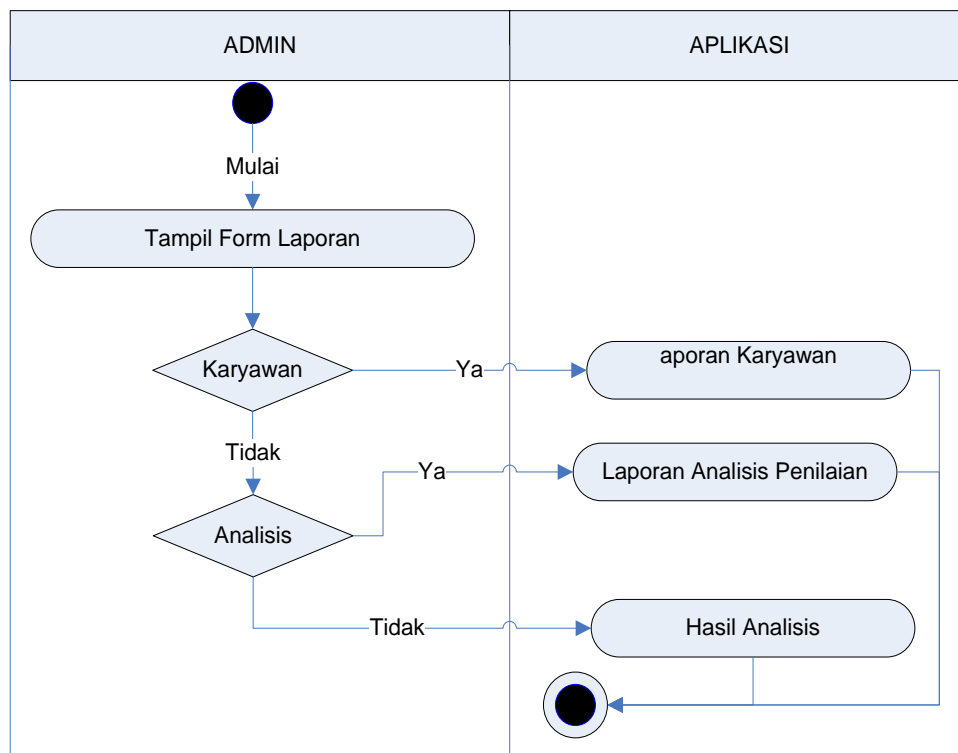 ADMIN
APLIKASI
Mulai
Tampil Form Laporan
Karyawan
Ya
aporan Karyawan
Tidak
Ya
Laporan Analisis Penilaian
Analisis
Tidak
Hasil Analisis